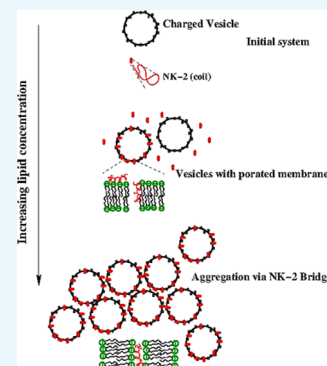 Charged Vesicle
Initial system
NK-2 (coil)
Vesicles with porated membrane
Increasing lipid concentration
Aggregation via NK-2 Bridg